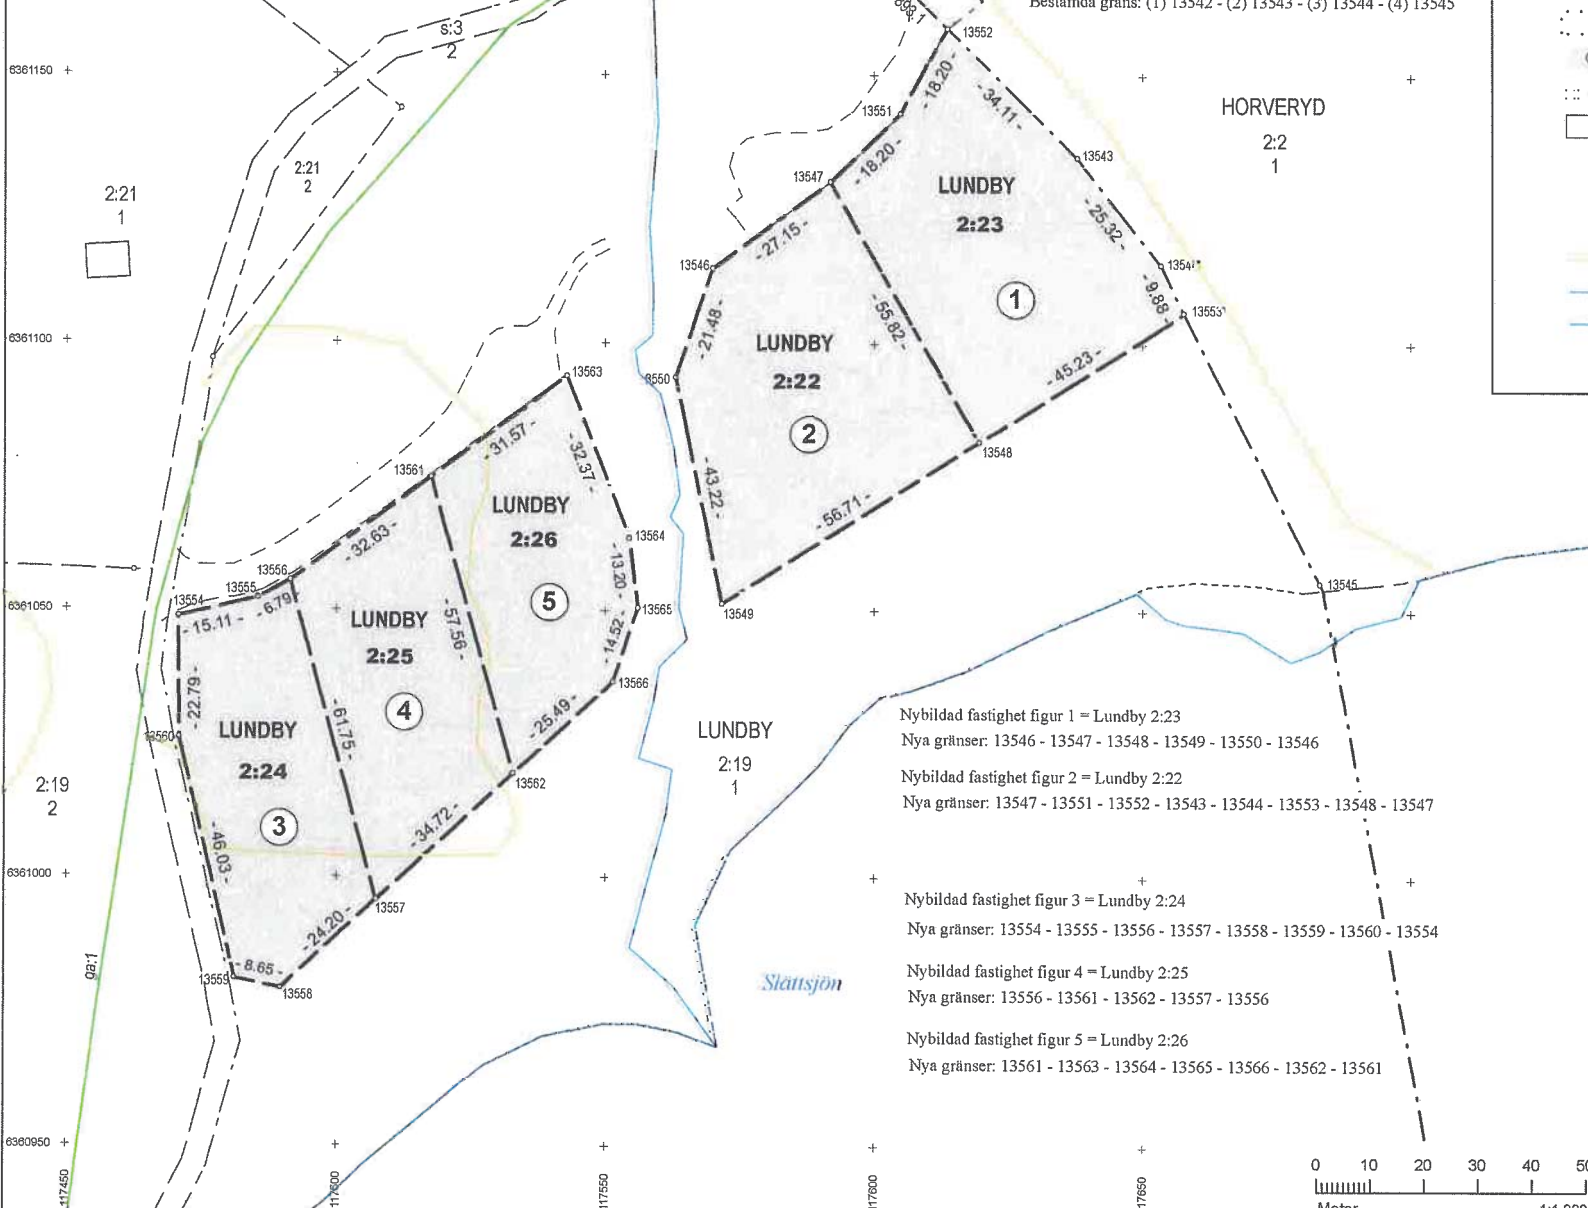 Bestämda gräns: (1) 13542 - (2) 13543 - (3) 13544 - (4) 13545
s:3
2
13552
6361150
- 18.20 -
- 34.11 -
HORVERYD
2:2
1
13551
2:21
2
- 18.20 -
13543
2:21
1
13547
LUNDBY
2:23
- 25.32 -
- 27.15 -
13546
- 9.88 -
1
13553
- 21.48 -
- 55.82 -
6361100
LUNDBY
2:22
- 45.23 -
13563
2
13548
- 31.57 -
- 32.37 -
13561
- 43.22 -
- 56.71 -
LUNDBY
2:26
- 32.63 -
13564
13556
13555
- 13.20 -
13545
13554
- 6.79
- 15.11 -
5
6361050
13565
13549
LUNDBY
2:25
- 57.56 -
- 14.52 -
13566
- 22.79 -
- 61.75 -
4
- 25.49 -
LUNDBY
2:24
LUNDBY
2:19
1
Nybildad fastighet figur 1 = Lundby 2:23
Nya gränser: 13546 - 13547 - 13548 - 13549 - 13550 - 13546
13560
13562
Nybildad fastighet figur 2 = Lundby 2:22
Nya gränser: 13547 - 13551 - 13552 - 13543 - 13544 - 13553 - 13548 - 13547
2:19
2
3
- 34.72 -
- 46.03 -
6361000
13557
Nybildad fastighet figur 3 = Lundby 2:24
Nya gränser: 13554 - 13555 - 13556 - 13557 - 13558 - 13559 - 13560 - 13554
- 24.20 -
ga:1
- 8.65 -
13559
13558
Slättsjön
Nybildad fastighet figur 4 = Lundby 2:25
Nya gränser: 13556 - 13561 - 13562 - 13557 - 13556
Nybildad fastighet figur 5 = Lundby 2:26
Nya gränser: 13561 - 13563 - 13564 - 13565 - 13566 - 13562 - 13561
6360950
117450
117500
117550
117600
117650
0 10 20 30 40